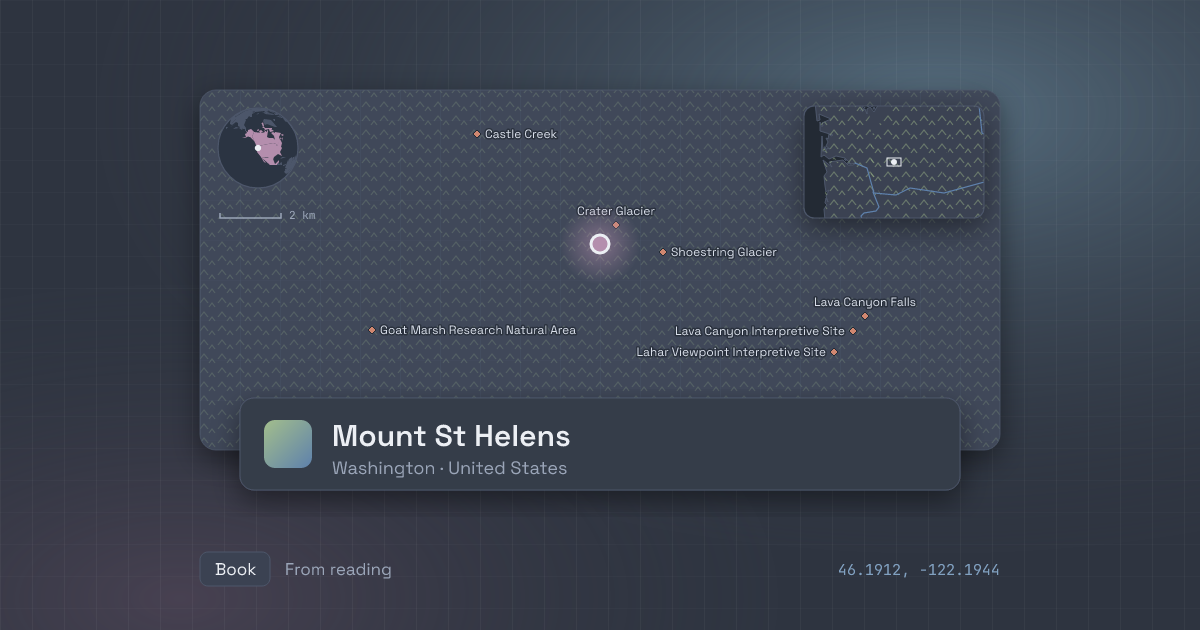 Castle Creek
2 km
Crater Glacier
Shoestring Glacier
Lava Canyon Falls
Goat Marsh Research Natural Area
Lava Canyon Interpretive Site
Lahar Viewpoint Interpretive Site
Mount St Helens
Washington · United States
Book
From reading
46.1912, -122.1944